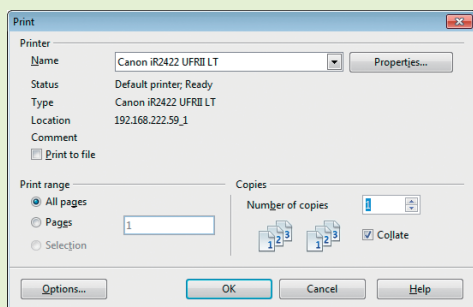 Print
Printer
Name Canon iR2422 UFRII LT Properties...
Status Default printer; Ready
Type Canon iR2422 UFRII LT
Location 192.168.222.59_1
Comment
Print to file
Print range Copies
All pages Number of copies 1
Pages 1
1 2 3 1 2 3 Collate
Selection
Options... OK Cancel Help